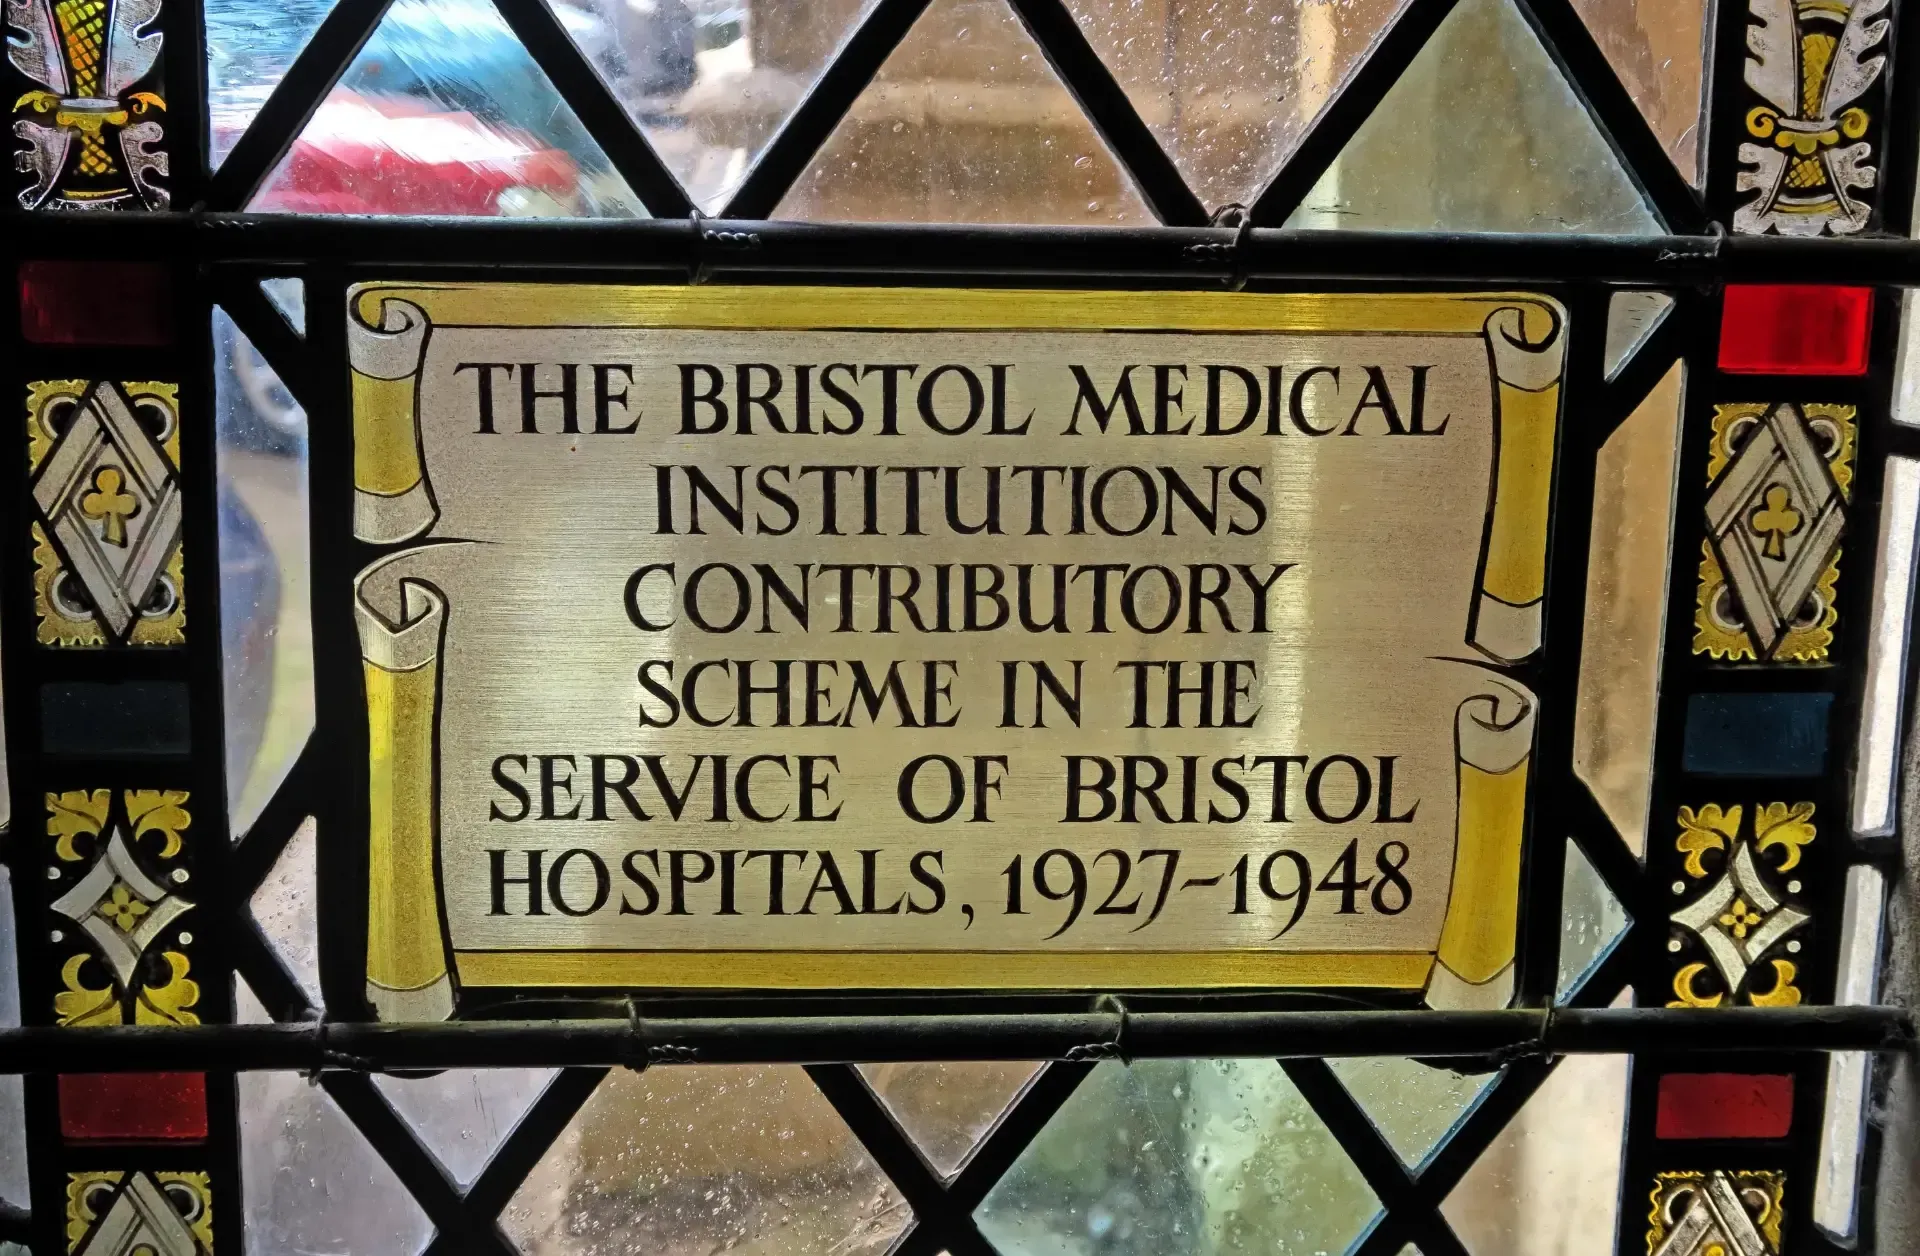 THE BRISTOL MEDICAL
INSTITUTIONS
CONTRIBUTORY
SCHEME IN THE
SERVICE OF BRISTOL
HOSPITALS, 1927-1948